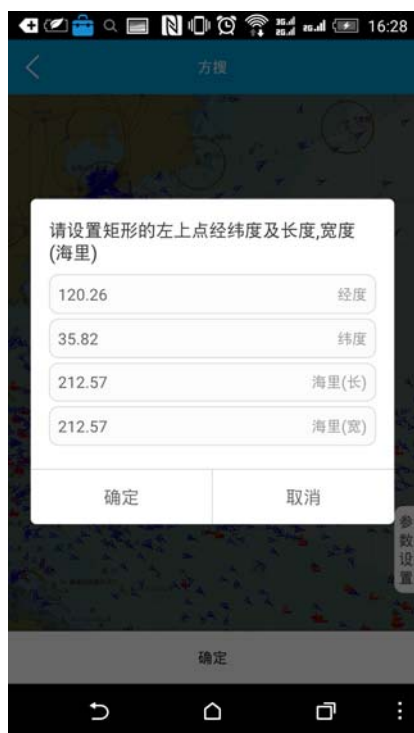 16:28
方模
请设置矩形的左上点经纬度及长度,宽度
(海里)
120.26 经度
35.82 纬度
212.57 海里(长)
212.57 海里(宽)
确定 取消
参数设置
确定